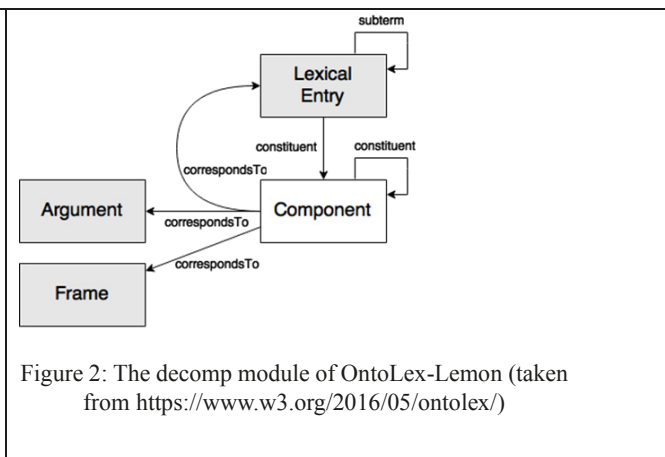 subterm
Lexical
Entry
constituent
constituent
correspondsTo
Argument
correspondsTo
Component
correspondsTo
Frame
Figure 2: The decomp module of OntoLex-Lemon (taken
from https://www.w3.org/2016/05/ontolex/)